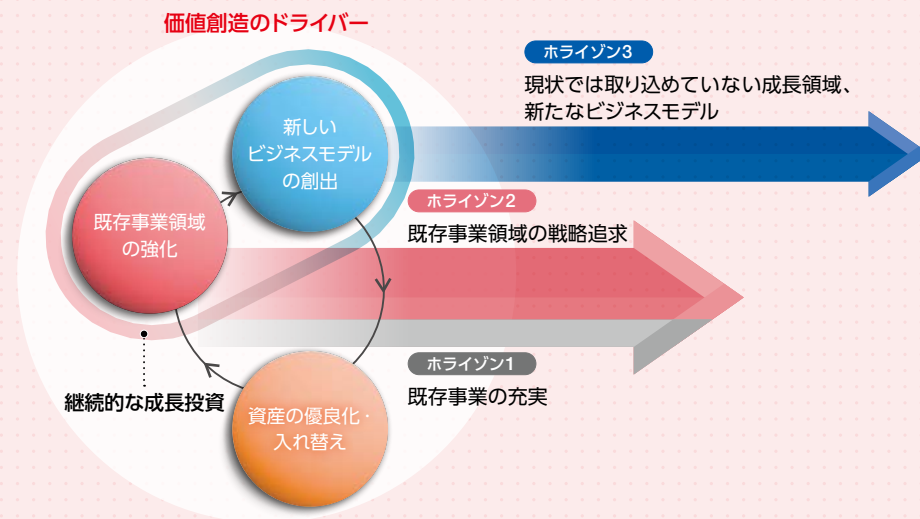 価値創造のドライバー
新しい
ビジネスモデル
の創出
既存事業領域
の強化
資産の優良化・
入れ替え
継続的な成長投資
ホライゾン3
現状では取り込めていない成長領域、
新たなビジネスモデル
ホライゾン2
既存事業領域の戦略追求
ホライゾン1
既存事業の充実